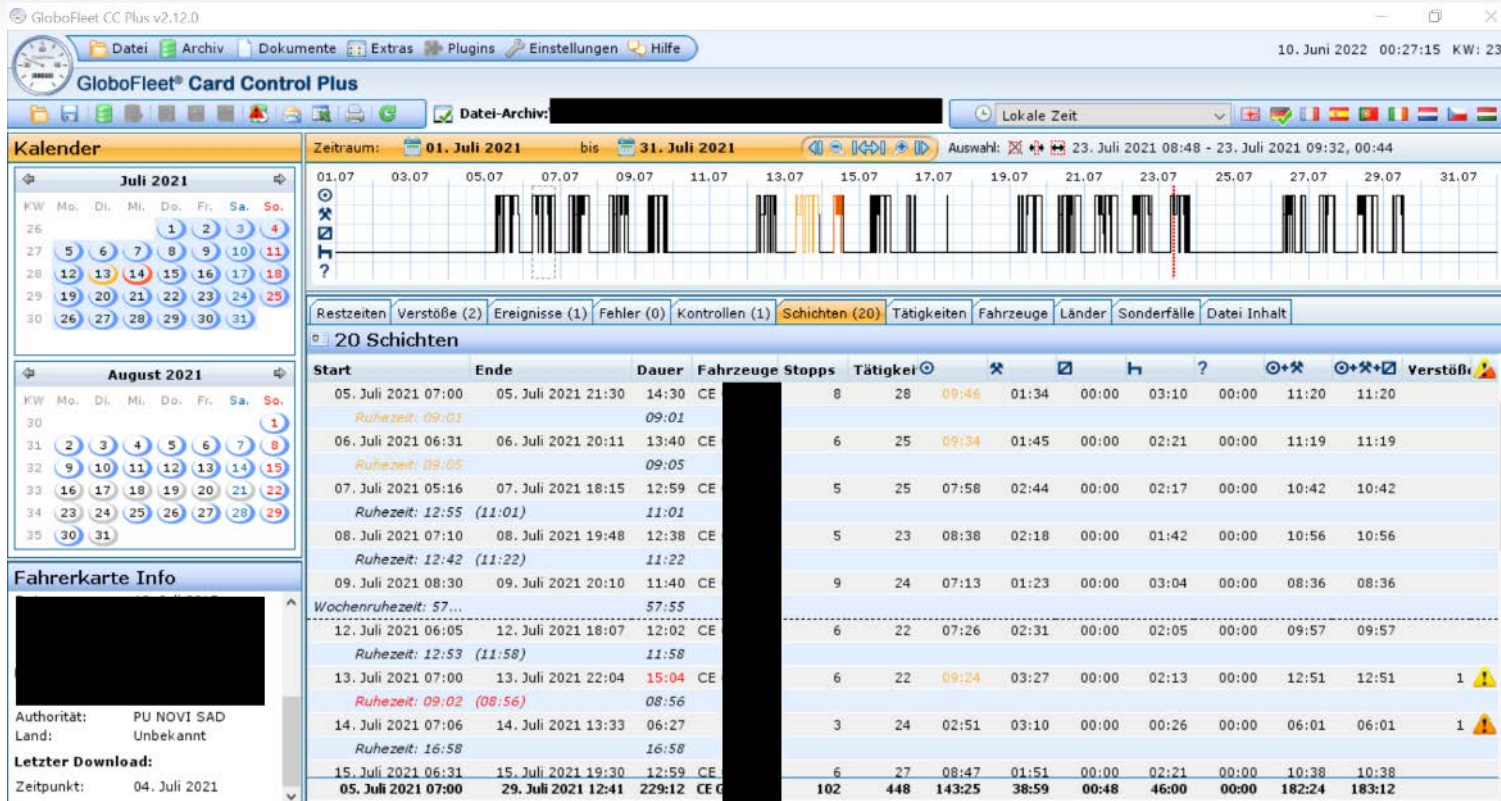 GloboFleet CC Plus v2.12.0
Datei Archiv Dokumente Extras Plugins Einstellungen Hilfe
10. Juni 2022 00:27:15 KW: 23
GloboFleet® Card Control Plus
Datei-Archiv:
Lokale Zeit
Kalender
Zeitraum: 01. Juli 2021 bis 31. Juli 2021
Auswahl: 23. Juli 2021 08:48 - 23. Juli 2021 09:32, 00:44
Juli 2021
KW Mo. Di. Mi. Do. Fr. Sa. So.
26 1 2 3 4
27 5 6 7 8 9 10 11
28 12 13 14 15 16 17 18
29 19 20 21 22 23 24 25
30 26 27 28 29 30 31
01.07 03.07 05.07 07.07 09.07 11.07 13.07 15.07 17.07 19.07 21.07 23.07 25.07 27.07 29.07 31.07
?
Restzeiten Verstöße (2) Ereignisse (1) Fehler (0) Kontrollen (1) Schichten (20) Tätigkeiten Fahrzeuge Länder Sonderfälle Datei Inhalt
20 Schichten
August 2021
KW Mo. Di. Mi. Do. Fr. Sa. So.
30 1
31 2 3 4 5 6 7 8
32 9 10 11 12 13 14 15
33 16 17 18 19 20 21 22
34 23 24 25 26 27 28 29
35 30 31
Start Ende Dauer Fahrzeuge Stopps Tätigkei ? Verstöß
05. Juli 2021 07:00 05. Juli 2021 21:30 14:30 CE 8 28 09:46 01:34 00:00 03:10 00:00 11:20 11:20
Ruhezeit: 09:01 09:01
06. Juli 2021 06:31 06. Juli 2021 20:11 13:40 CE 6 25 09:34 01:45 00:00 02:21 00:00 11:19 11:19
Ruhezeit: 09:05 09:05
07. Juli 2021 05:16 07. Juli 2021 18:15 12:59 CE 5 25 07:58 02:44 00:00 02:17 00:00 10:42 10:42
Ruhezeit: 12:55 (11:01) 11:01
08. Juli 2021 07:10 08. Juli 2021 19:48 12:38 CE 5 23 08:38 02:18 00:00 01:42 00:00 10:56 10:56
Ruhezeit: 12:42 (11:22) 11:22
09. Juli 2021 08:30 09. Juli 2021 20:10 11:40 CE 9 24 07:13 01:23 00:00 03:04 00:00 08:36 08:36
Wochenruhezeit: 57... 57:55
12. Juli 2021 06:05 12. Juli 2021 18:07 12:02 CE 6 22 07:26 02:31 00:00 02:05 00:00 09:57 09:57
Ruhezeit: 12:53 (11:58) 11:58
13. Juli 2021 07:00 13. Juli 2021 22:04 15:04 CE 6 22 09:24 03:27 00:00 02:13 00:00 12:51 12:51 1
Ruhezeit: 09:02 (08:56) 08:56
14. Juli 2021 07:06 14. Juli 2021 13:33 06:27 3 24 02:51 03:10 00:00 00:26 00:00 06:01 06:01 1
Ruhezeit: 16:58 16:58
15. Juli 2021 06:31 15. Juli 2021 19:30 12:59 CE 6 27 08:47 01:51 00:00 02:21 00:00 10:38 10:38
05. Juli 2021 07:00 29. Juli 2021 12:41 229:12 CE G 102 448 143:25 38:59 00:48 46:00 00:00 182:24 183:12
Fahrerkarte Info
Authorität: PU NOVI SAD
Land: Unbekannt
Letzter Download:
Zeitpunkt: 04. Juli 2021